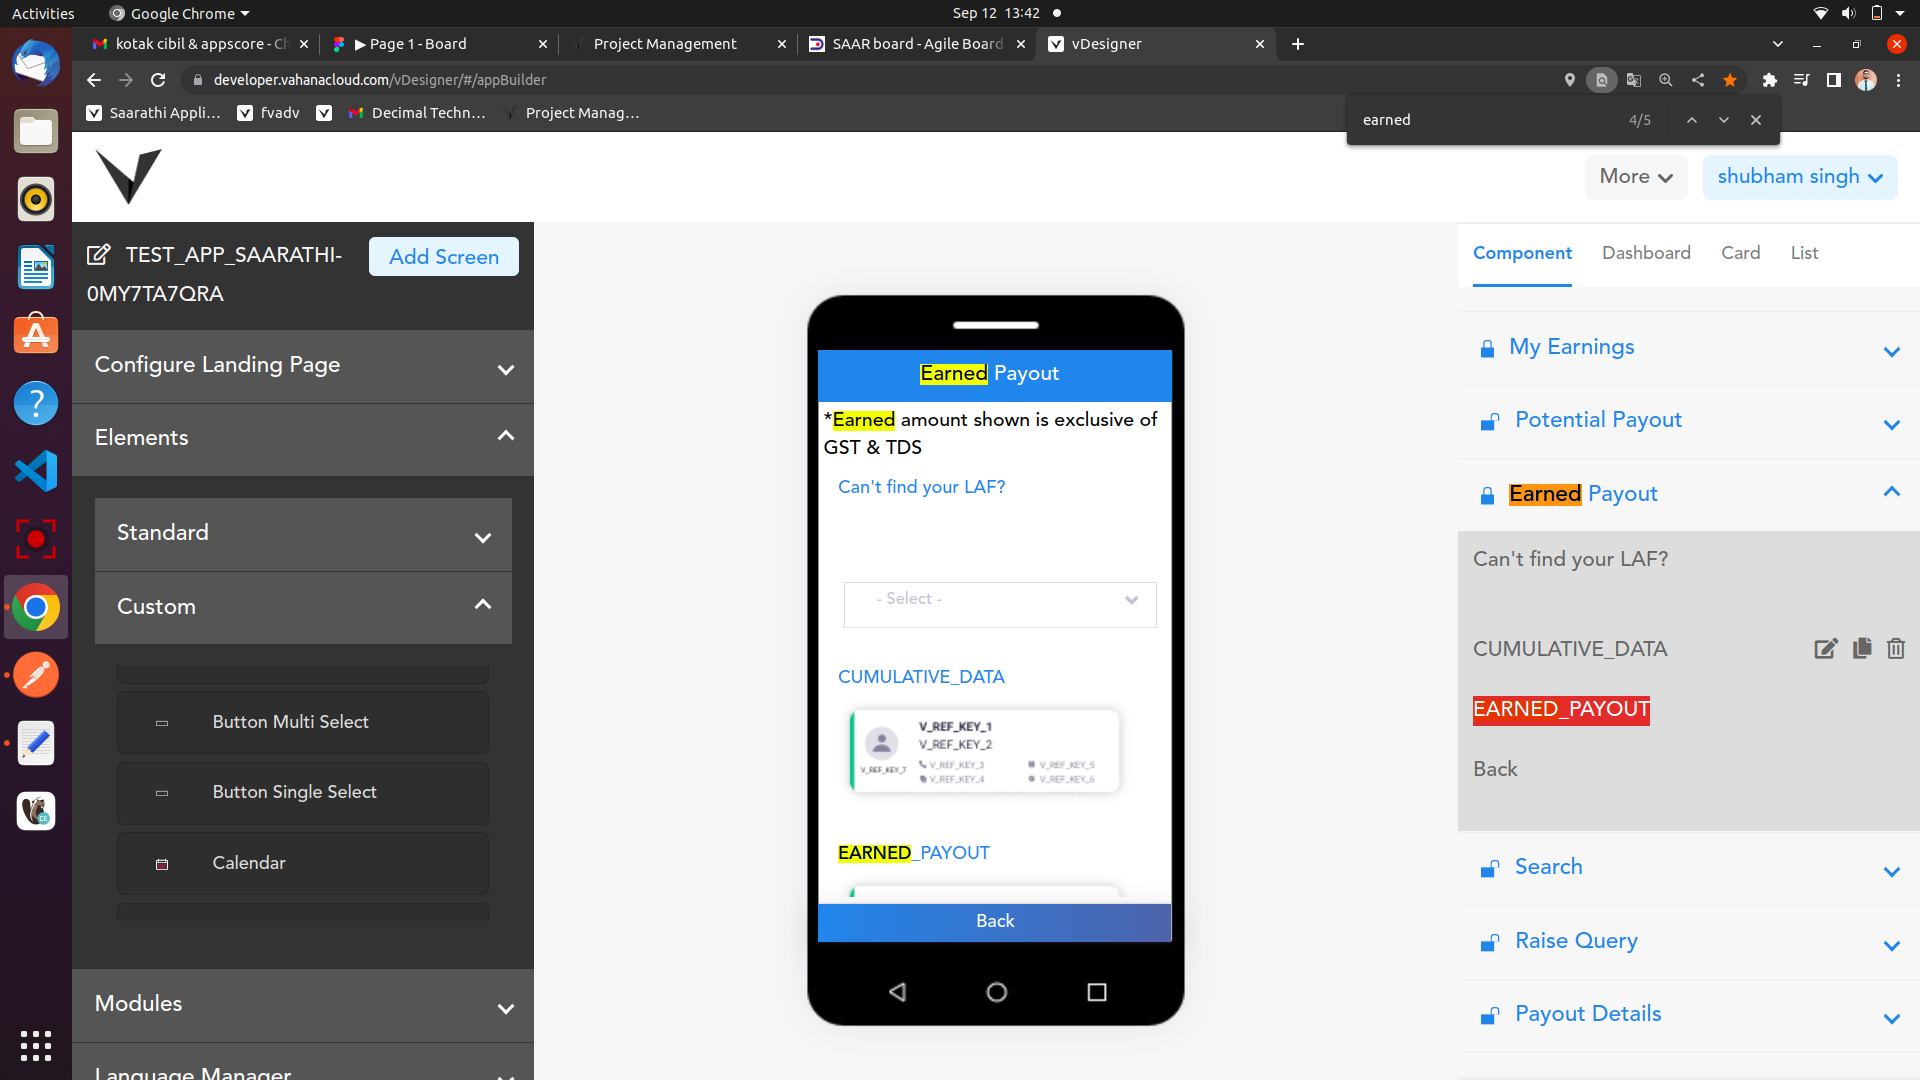 Activities
Google Chrome
Sep 12 13:42
kotak cibil & appscore - Ch
▶ Page 1 - Board
Project Management
SAAR board - Agile Board
vDesigner
developer.vahanacloud.com/vDesigner/#/appBuilder
Saarathi Appli...
fvadv
Decimal Techn...
Project Manag...
earned
4/5
More
shubham singh
TEST_APP_SAARATHI-
0MY7TA7QRA
Add Screen
Configure Landing Page
Elements
Standard
Custom
Button Multi Select
Button Single Select
Calendar
Modules
Language Manager
Earned Payout
*Earned amount shown is exclusive of
GST & TDS
Can't find your LAF?
- Select -
CUMULATIVE_DATA
V_REF_KEY_1
V_REF_KEY_2
V_REF_KEY_7
V_REF_KEY_3
V_REF_KEY_5
V_REF_KEY_4
V_REF_KEY_6
EARNED_PAYOUT
Back
Component
Dashboard
Card
List
My Earnings
Potential Payout
Earned Payout
Can't find your LAF?
CUMULATIVE_DATA
EARNED_PAYOUT
Back
Search
Raise Query
Payout Details